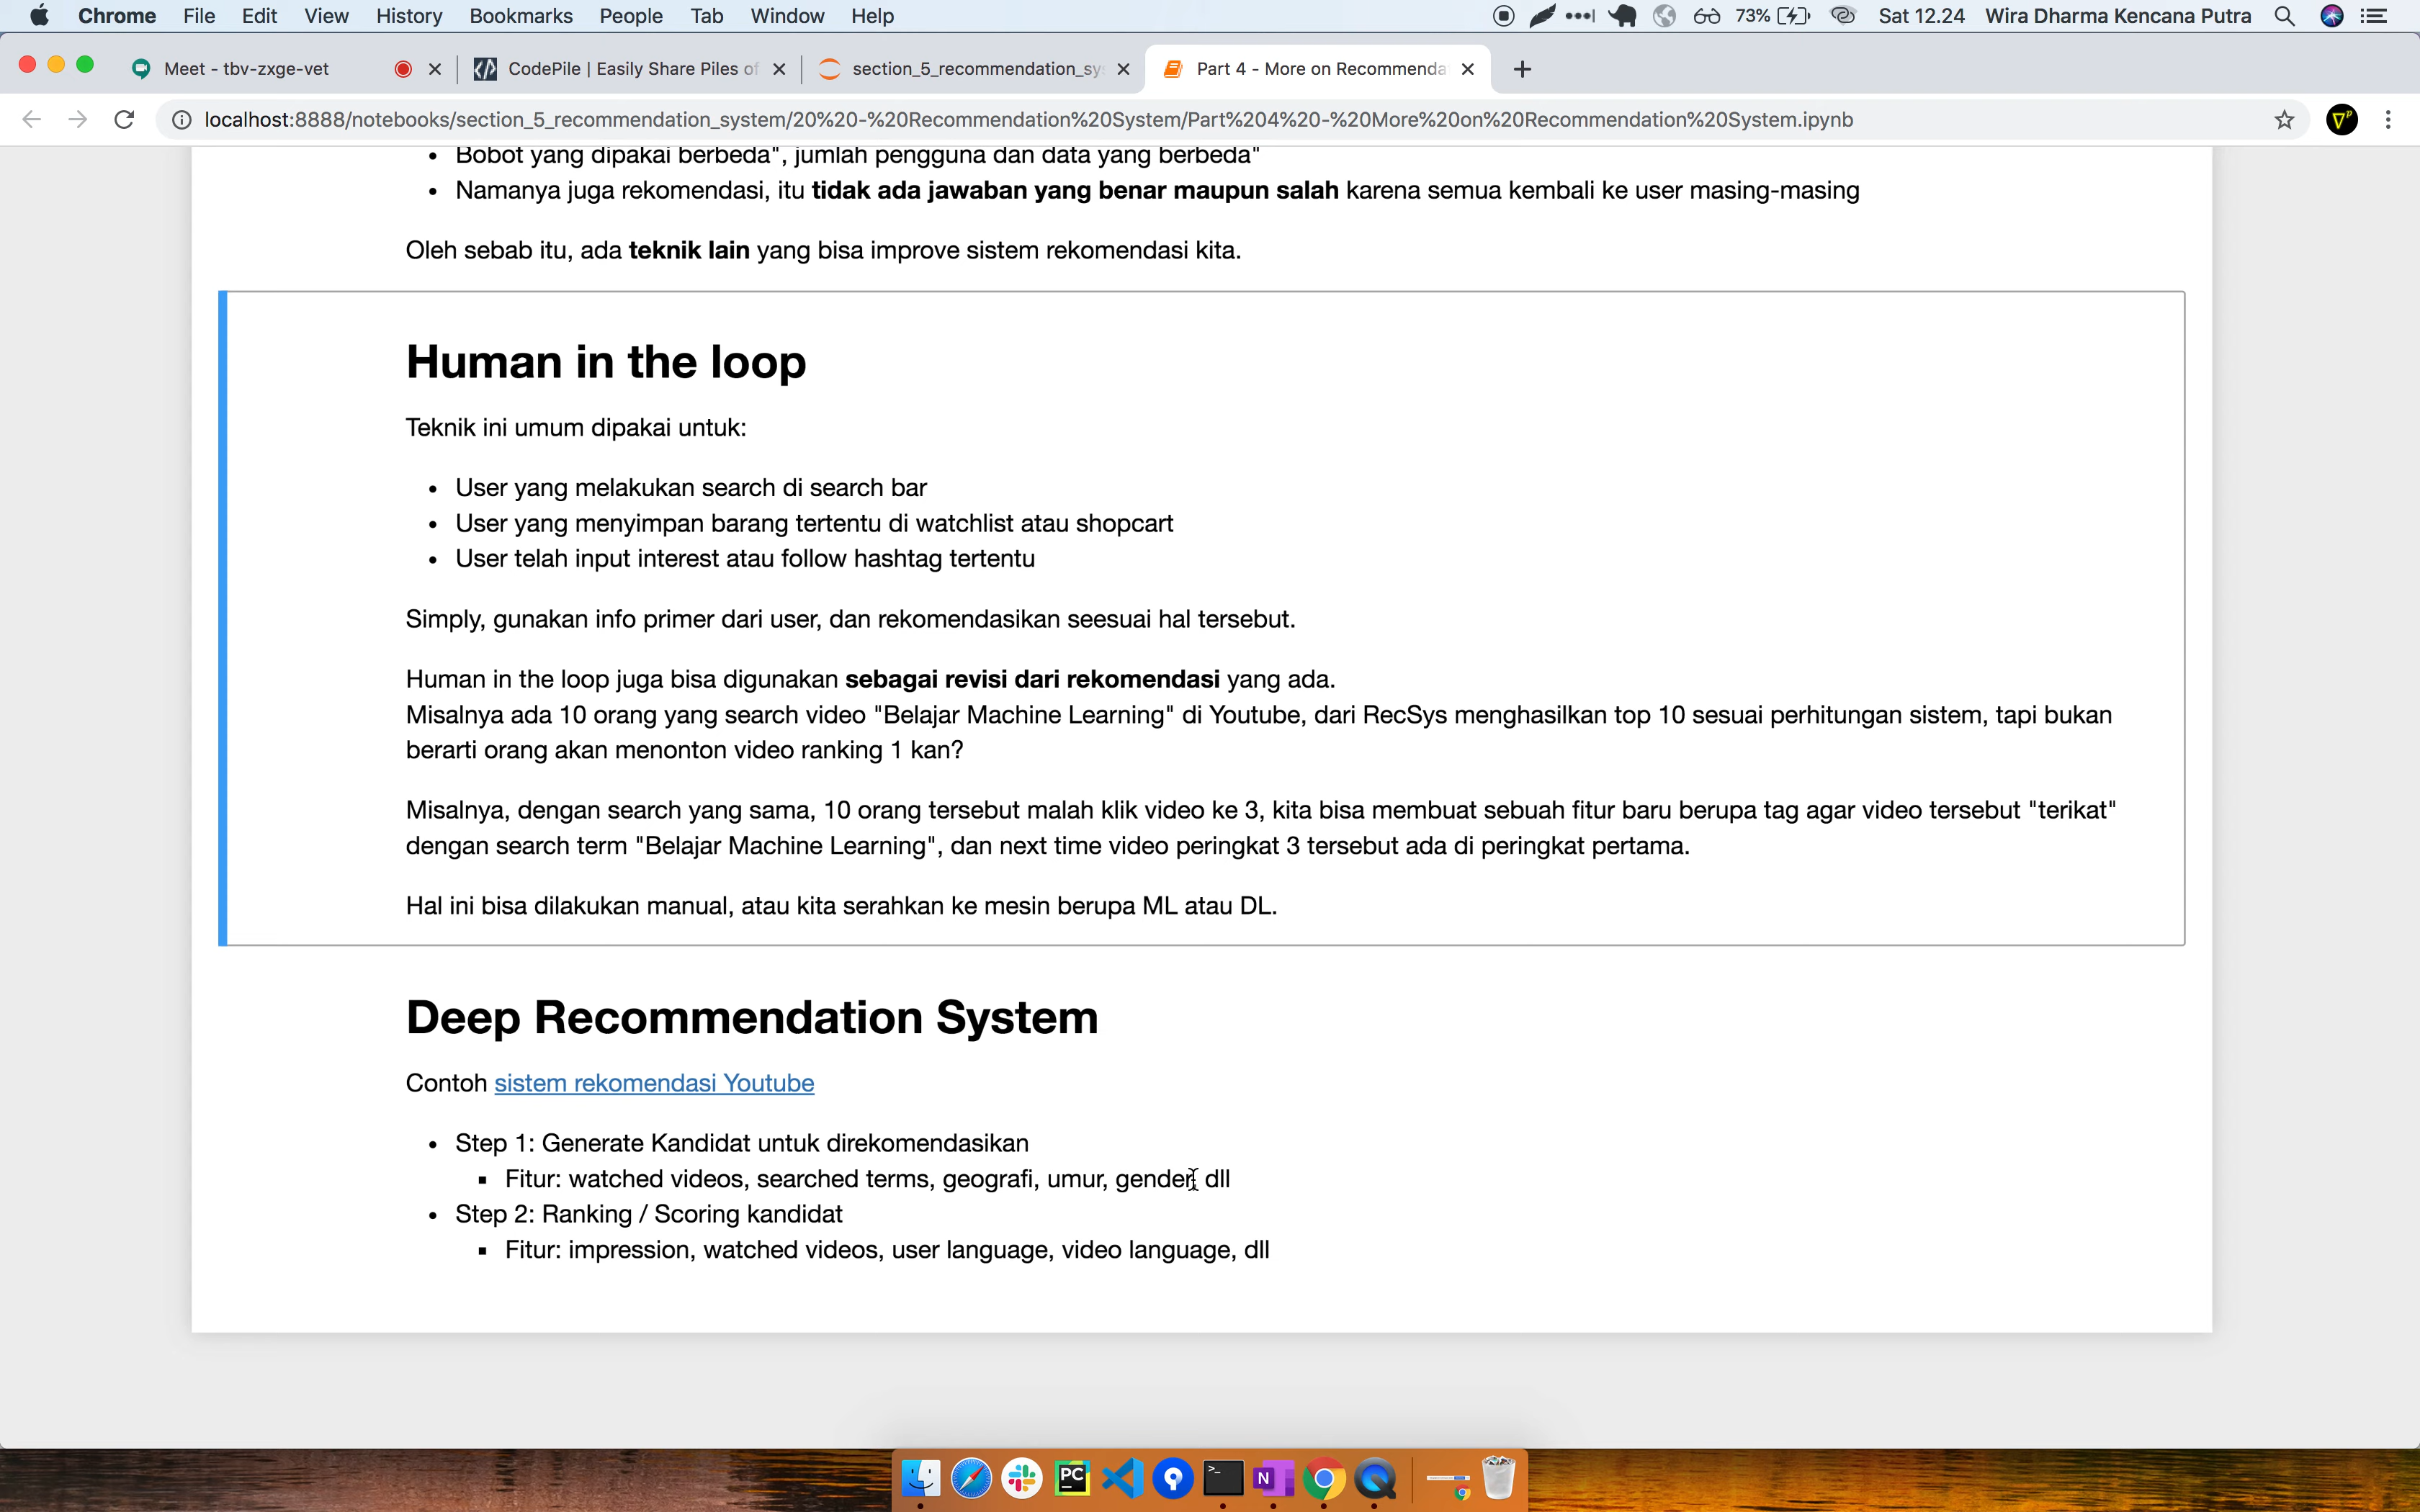 Chrome File Edit View History Bookmarks People Tab Window Help 73% Sat 12.24 Wira Dharma Kencana Putra
Meet - tbv-zxge-vet CodePile | Easily Share Piles of section_5_recommendation_sy Part 4 - More on Recommenda
localhost:8888/notebooks/section_5_recommendation_system/20%20-%20Recommendation%20System/Part%204%20-%20More%20on%20Recommendation%20System.ipynb
• Bobot yang dipakai berbeda", jumlah pengguna dan data yang berbeda"
• Namanya juga rekomendasi, itu tidak ada jawaban yang benar maupun salah karena semua kembali ke user masing-masing
Oleh sebab itu, ada teknik lain yang bisa improve sistem rekomendasi kita.
Human in the loop
Teknik ini umum dipakai untuk:
• User yang melakukan search di search bar
• User yang menyimpan barang tertentu di watchlist atau shopcart
• User telah input interest atau follow hashtag tertentu
Simply, gunakan info primer dari user, dan rekomendasikan seesuai hal tersebut.
Human in the loop juga bisa digunakan sebagai revisi dari rekomendasi yang ada.
Misalnya ada 10 orang yang search video "Belajar Machine Learning" di Youtube, dari RecSys menghasilkan top 10 sesuai perhitungan sistem, tapi bukan
berarti orang akan menonton video ranking 1 kan?
Misalnya, dengan search yang sama, 10 orang tersebut malah klik video ke 3, kita bisa membuat sebuah fitur baru berupa tag agar video tersebut "terikat"
dengan search term "Belajar Machine Learning", dan next time video peringkat 3 tersebut ada di peringkat pertama.
Hal ini bisa dilakukan manual, atau kita serahkan ke mesin berupa ML atau DL.
Deep Recommendation System
Contoh sistem rekomendasi Youtube
• Step 1: Generate Kandidat untuk direkomendasikan
▪ Fitur: watched videos, searched terms, geografi, umur, gender, dll
• Step 2: Ranking / Scoring kandidat
▪ Fitur: impression, watched videos, user language, video language, dll
PC
N